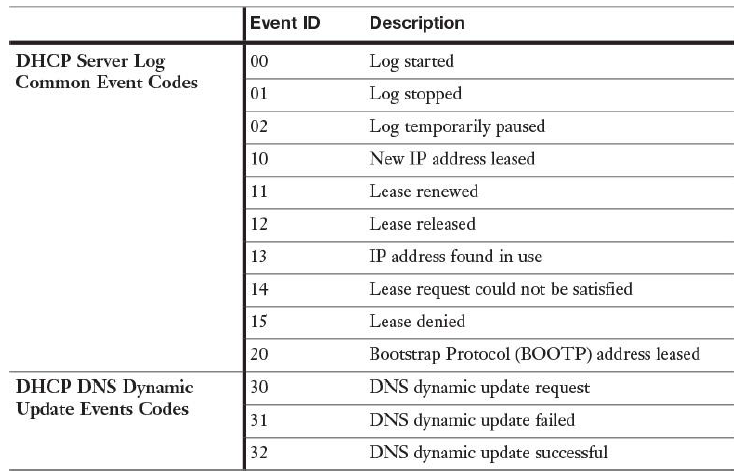 Event ID Description
DHCP Server Log 00 Log started
Common Event Codes
01 Log stopped
02 Log temporarily paused
10 New IP address leased
11 Lease renewed
12 Lease released
13 IP address found in use
14 Lease request could not be satisfied
15 Lease denied
20 Bootstrap Protocol (BOOTP) address leased
DHCP DNS Dynamic 30 DNS dynamic update request
Update Events Codes
31 DNS dynamic update failed
32 DNS dynamic update successful